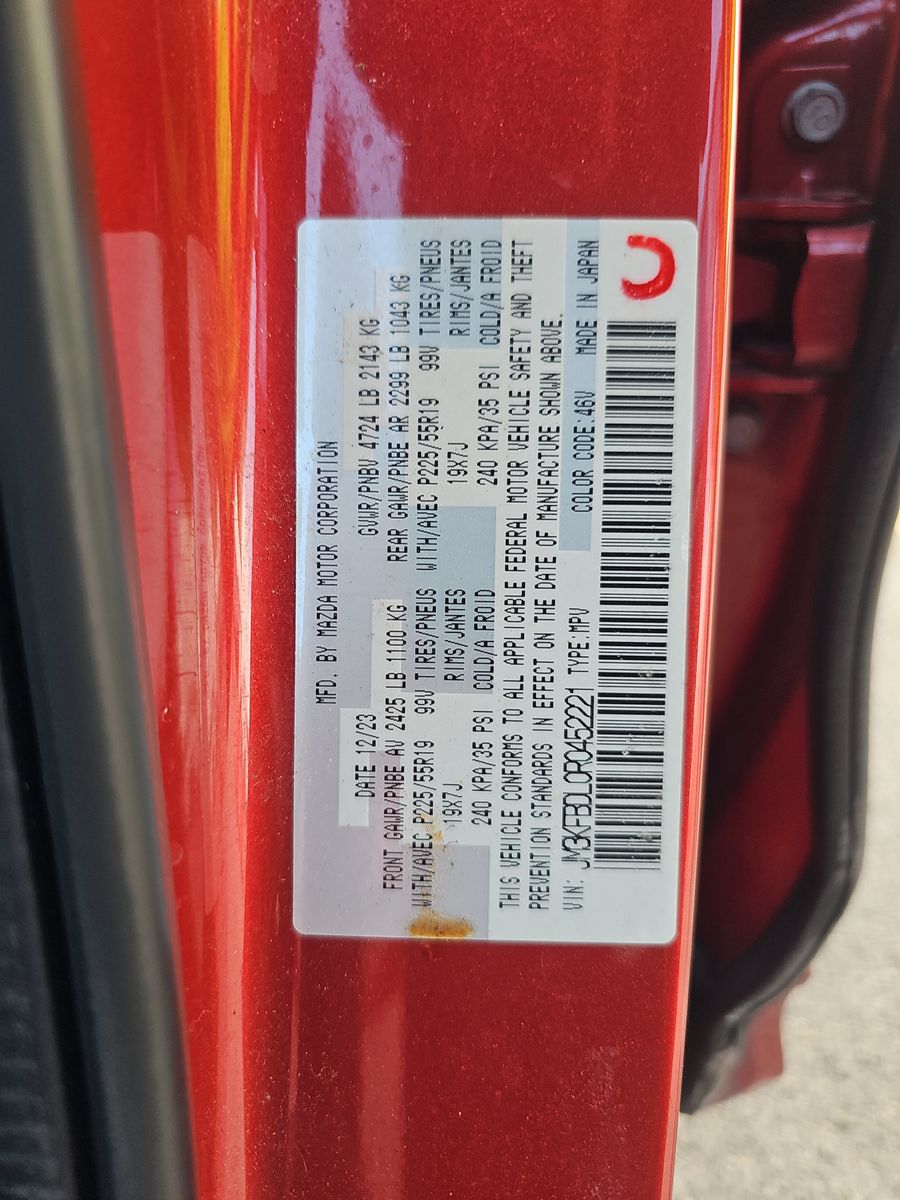 MFD. BY MAZDA MOTOR CORPORATION
DATE 12/23 GVWR/PNBV 4724 LB 2143 KG
FRONT GAWR/PNBE AV 2425 LB 1100 KG REAR GAWR/PNBE AR 2299 LB 1043 KG
WITH/AVEC P225/55R19 99V TIRES/PNEUS WITH/AVEC P225/55R19 99V TIRES/PNEUS
19X7J RIMS/JANTES 19X7J RIMS/JANTES
240 KPA/35 PSI COLD/A FROID 240 KPA/35 PSI COLD/A FROID
THIS VEHICLE CONFORMS TO ALL APPLICABLE FEDERAL MOTOR VEHICLE SAFETY AND THEFT
PREVENTION STANDARDS IN EFFECT ON THE DATE OF MANUFACTURE SHOWN ABOVE.
VIN: JM3KFBDL0R0452221 TYPE:MPV COLOR CODE:46V MADE IN JAPAN